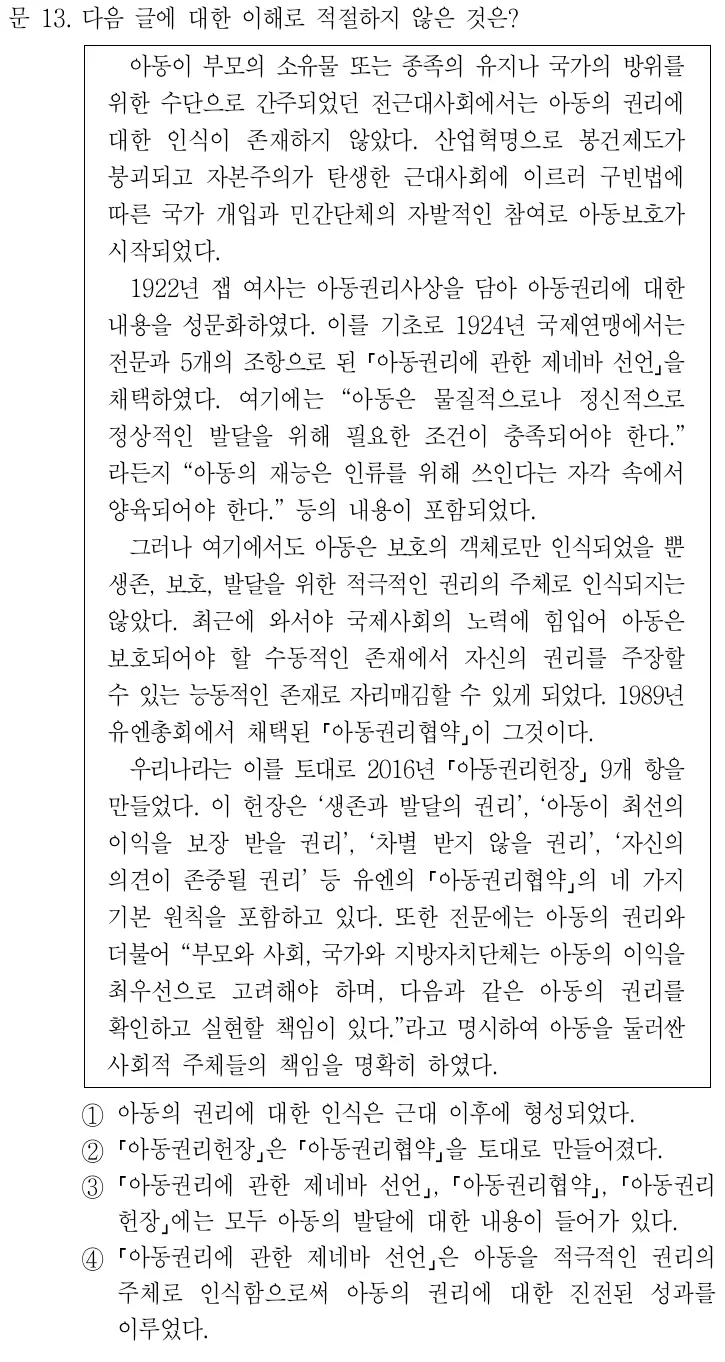 문 13. 다음 글에 대한 이해로 적절하지 않은 것은?
아동이 부모의 소유물 또는 종족의 유지나 국가의 방위를
위한 수단으로 간주되었던 전근대사회에서는 아동의 권리에
대한 인식이 존재하지 않았다. 산업혁명으로 봉건제도가
붕괴되고 자본주의가 탄생한 근대사회에 이르러 구빈법에
따른 국가 개입과 민간단체의 자발적인 참여로 아동보호가
시작되었다.
1922년 잽 여사는 아동권리사상을 담아 아동권리에 대한
내용을 성문화하였다. 이를 기초로 1924년 국제연맹에서는
전문과 5개의 조항으로 된 「아동권리에 관한 제네바 선언」을
채택하였다. 여기에는 “아동은 물질적으로나 정신적으로
정상적인 발달을 위해 필요한 조건이 충족되어야 한다.”
라든지 “아동의 재능은 인류를 위해 쓰인다는 자각 속에서
양육되어야 한다.” 등의 내용이 포함되었다.
그러나 여기에서도 아동은 보호의 객체로만 인식되었을 뿐
생존, 보호, 발달을 위한 적극적인 권리의 주체로 인식되지는
않았다. 최근에 와서야 국제사회의 노력에 힘입어 아동은
보호되어야 할 수동적인 존재에서 자신의 권리를 주장할
수 있는 능동적인 존재로 자리매김할 수 있게 되었다. 1989년
유엔총회에서 채택된 「아동권리협약」이 그것이다.
우리나라는 이를 토대로 2016년 「아동권리헌장」 9개 항을
만들었다. 이 헌장은 ‘생존과 발달의 권리’, ‘아동이 최선의
이익을 보장 받을 권리’, ‘차별 받지 않을 권리’, ‘자신의
의견이 존중될 권리’ 등 유엔의 「아동권리협약」의 네 가지
기본 원칙을 포함하고 있다. 또한 전문에는 아동의 권리와
더불어 “부모와 사회, 국가와 지방자치단체는 아동의 이익을
최우선으로 고려해야 하며, 다음과 같은 아동의 권리를
확인하고 실현할 책임이 있다.”라고 명시하여 아동을 둘러싼
사회적 주체들의 책임을 명확히 하였다.
① 아동의 권리에 대한 인식은 근대 이후에 형성되었다.
② 「아동권리헌장」은 「아동권리협약」을 토대로 만들어졌다.
③ 「아동권리에 관한 제네바 선언」, 「아동권리협약」, 「아동권리
헌장」에는 모두 아동의 발달에 대한 내용이 들어가 있다.
④ 「아동권리에 관한 제네바 선언」은 아동을 적극적인 권리의
주체로 인식함으로써 아동의 권리에 대한 진전된 성과를
이루었다.